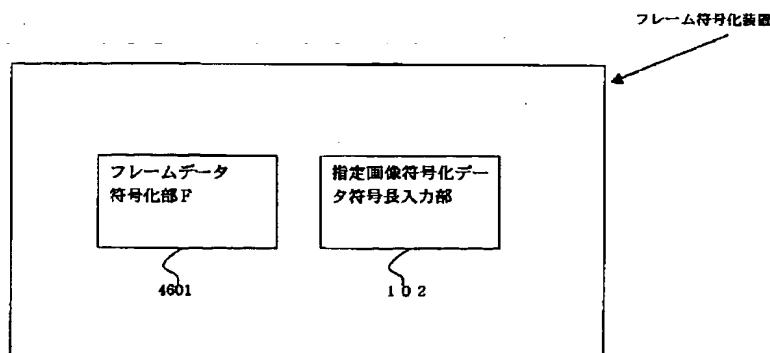 フレーム符号化装置
フレームデータ
符号化部F
指定画像符号化デー
タ符号長入力部
4601
102